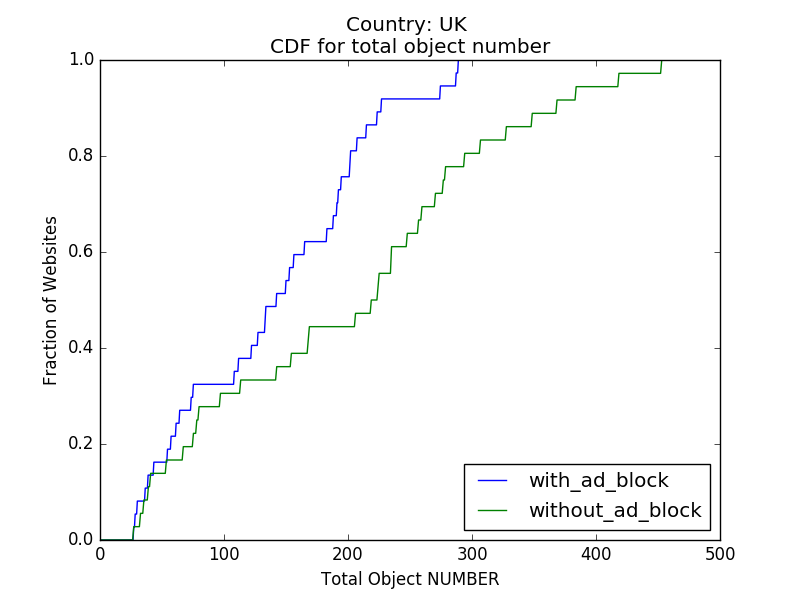 Country: UK
CDF for total object number
1.0
0.8
0.6
0.4
0.2
0.0
Fraction of Websites
0 100 200 300 400 500
Total Object NUMBER
with_ad_block
without_ad_block